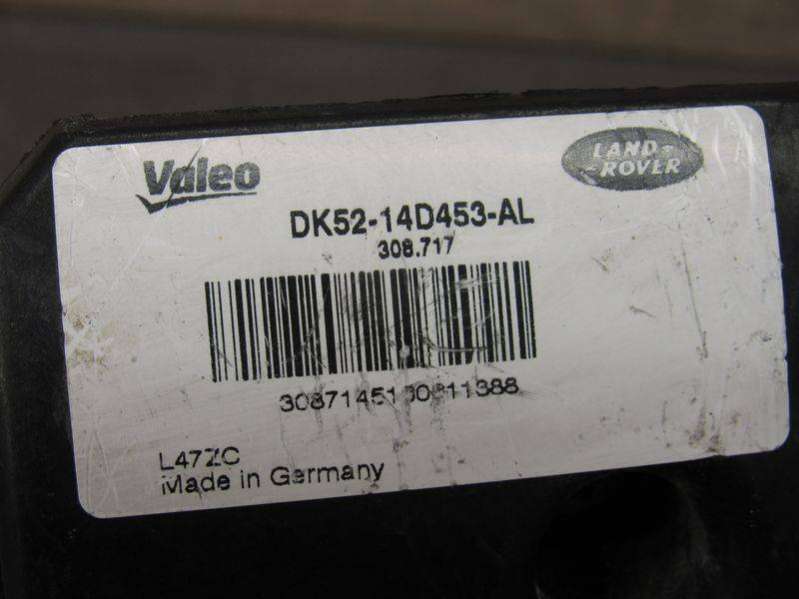 Valeo
LAND-
-ROVER
DK52-14D453-AL
308.717
L47ZC
Made in Germany